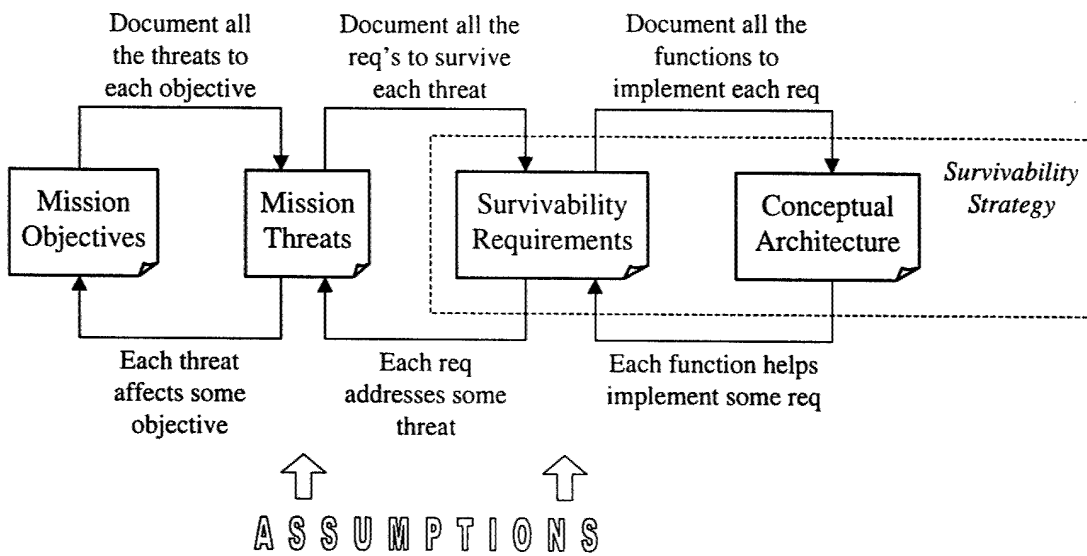 Document all
the threats to
each objective
Document all the
req's to survive
each threat
Document all the
functions to
implement each req
Mission
Objectives
Mission
Threats
Survivability
Requirements
Conceptual
Architecture
Survivability
Strategy
Each threat
affects some
objective
Each req
addresses some
threat
Each function helps
implement some req
ASSUMPTIONS